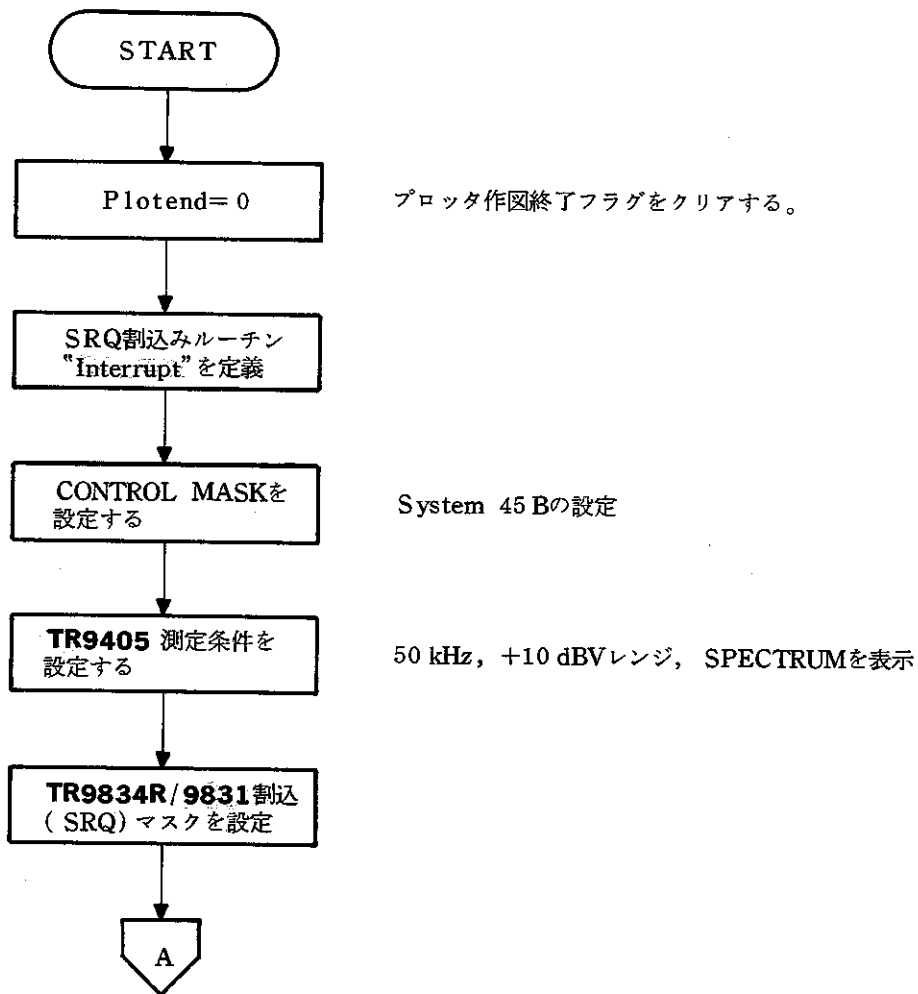 START
Plotend= 0
プロッタ作図終了フラグをクリアする。
SRQ割込みルーチン
"Interrupt"を定義
CONTROL MASKを
設定する
System 45 Bの設定
TR9405 測定条件を
設定する
50 kHz, +10 dBVレンジ, SPECTRUMを表示
TR9834R/9831割込
( SRQ) マスクを設定
A